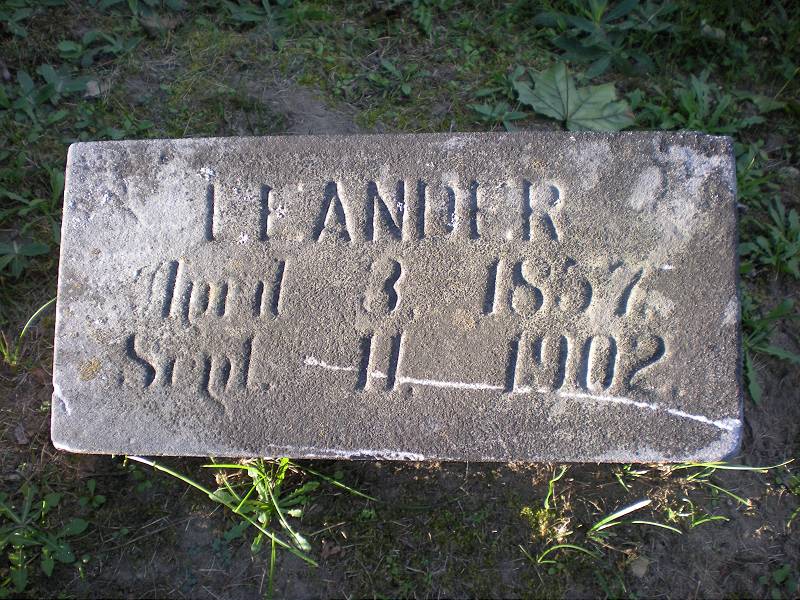 LEANDER
April 3, 1857.
Sept. 11, 1902.